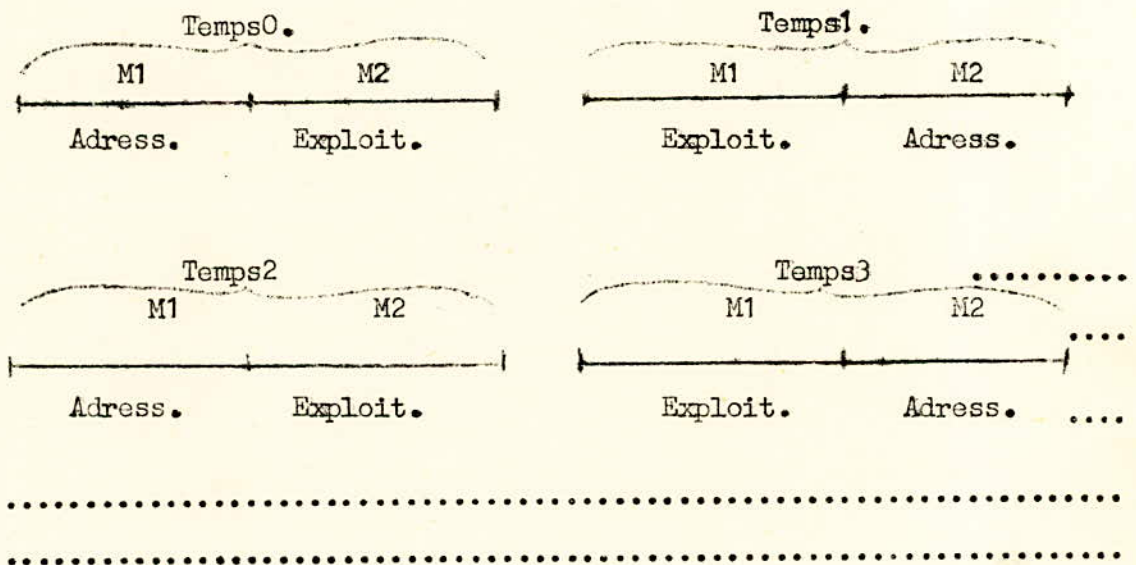 Temps0. Temps1.
M1 M2 M1 M2
Adress. Exploit. Exploit. Adress.
Temps2 Temps3 .........
M1 M2 M1 M2
....
Adress. Exploit. Exploit. Adress. ....
................................................................
................................................................